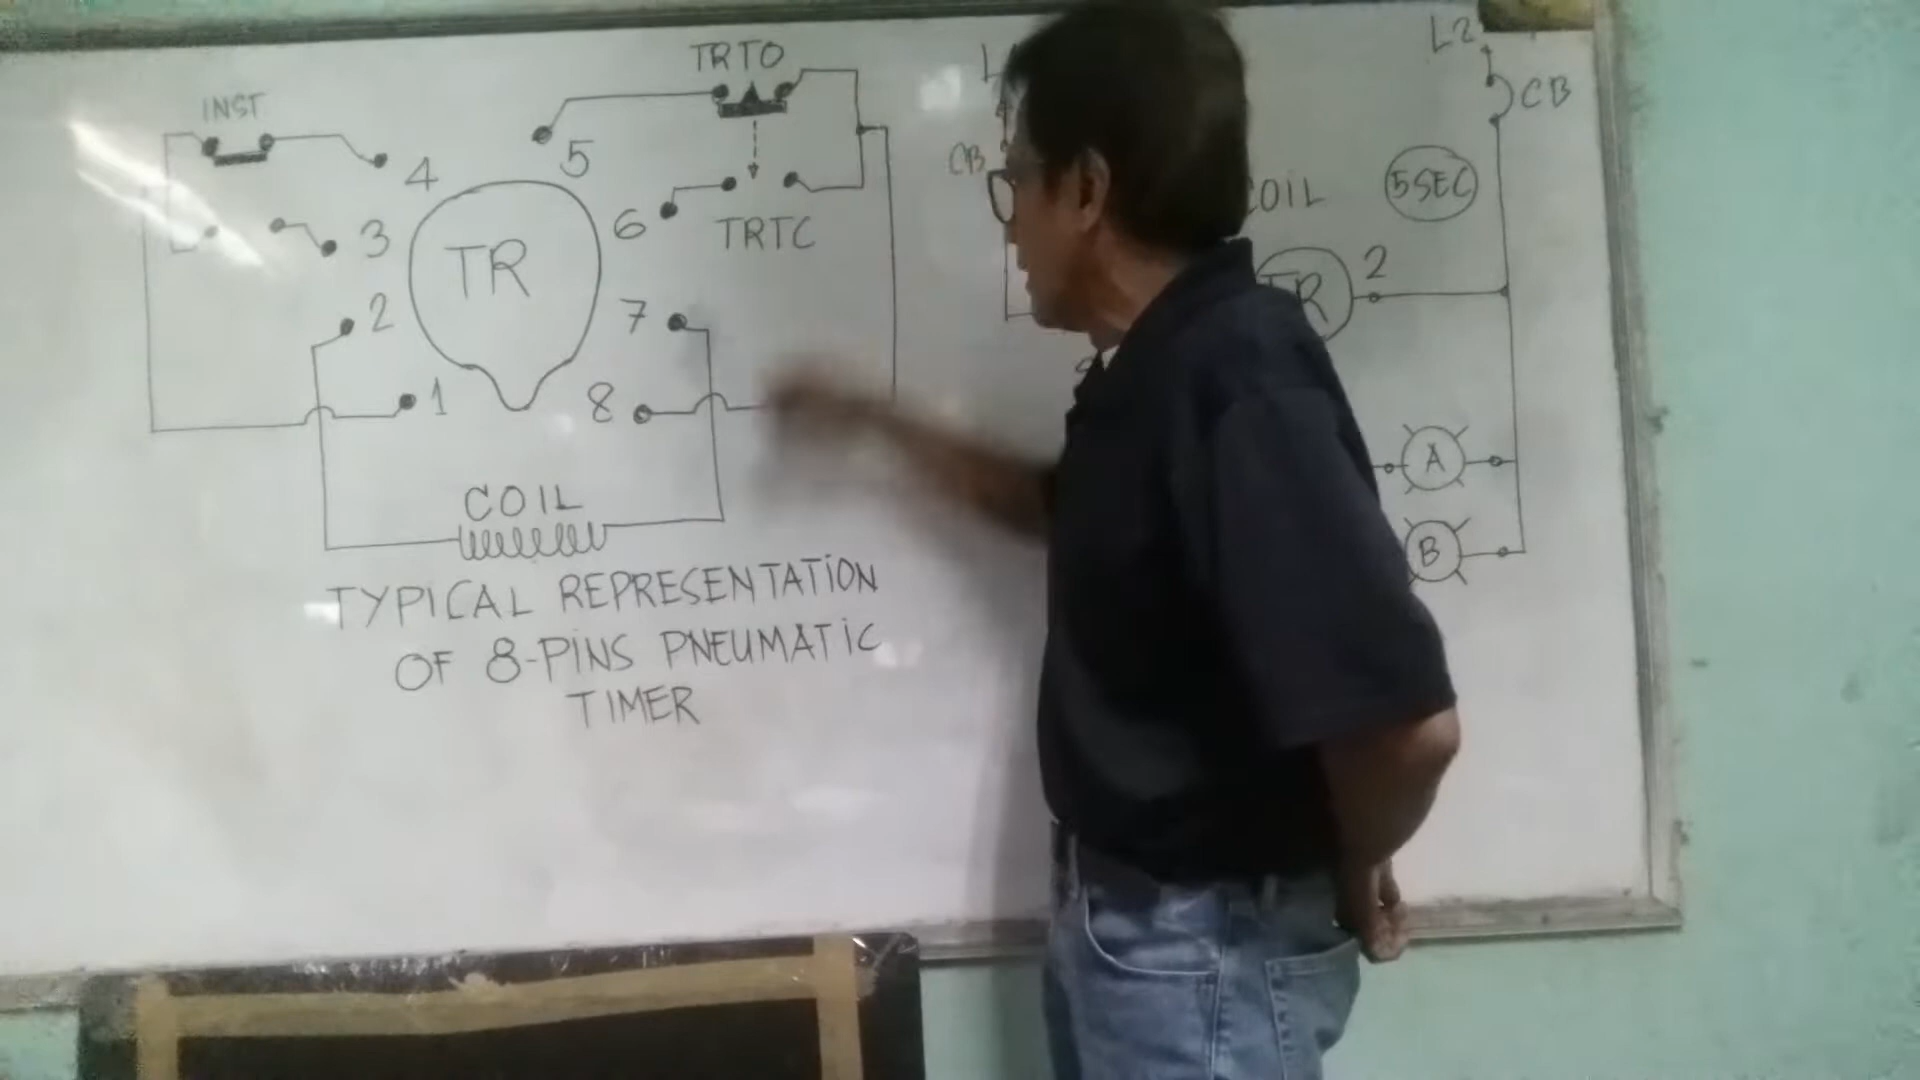 TRTO
L2
INST.
CB
5
CB
4
5SEC
6
3
TRTC
COIL
TR
2
TR
2
7
1
8
A
COIL
B
TYPICAL REPRESENTATION
OF 8-PINS PNEUMATIC
TIMER